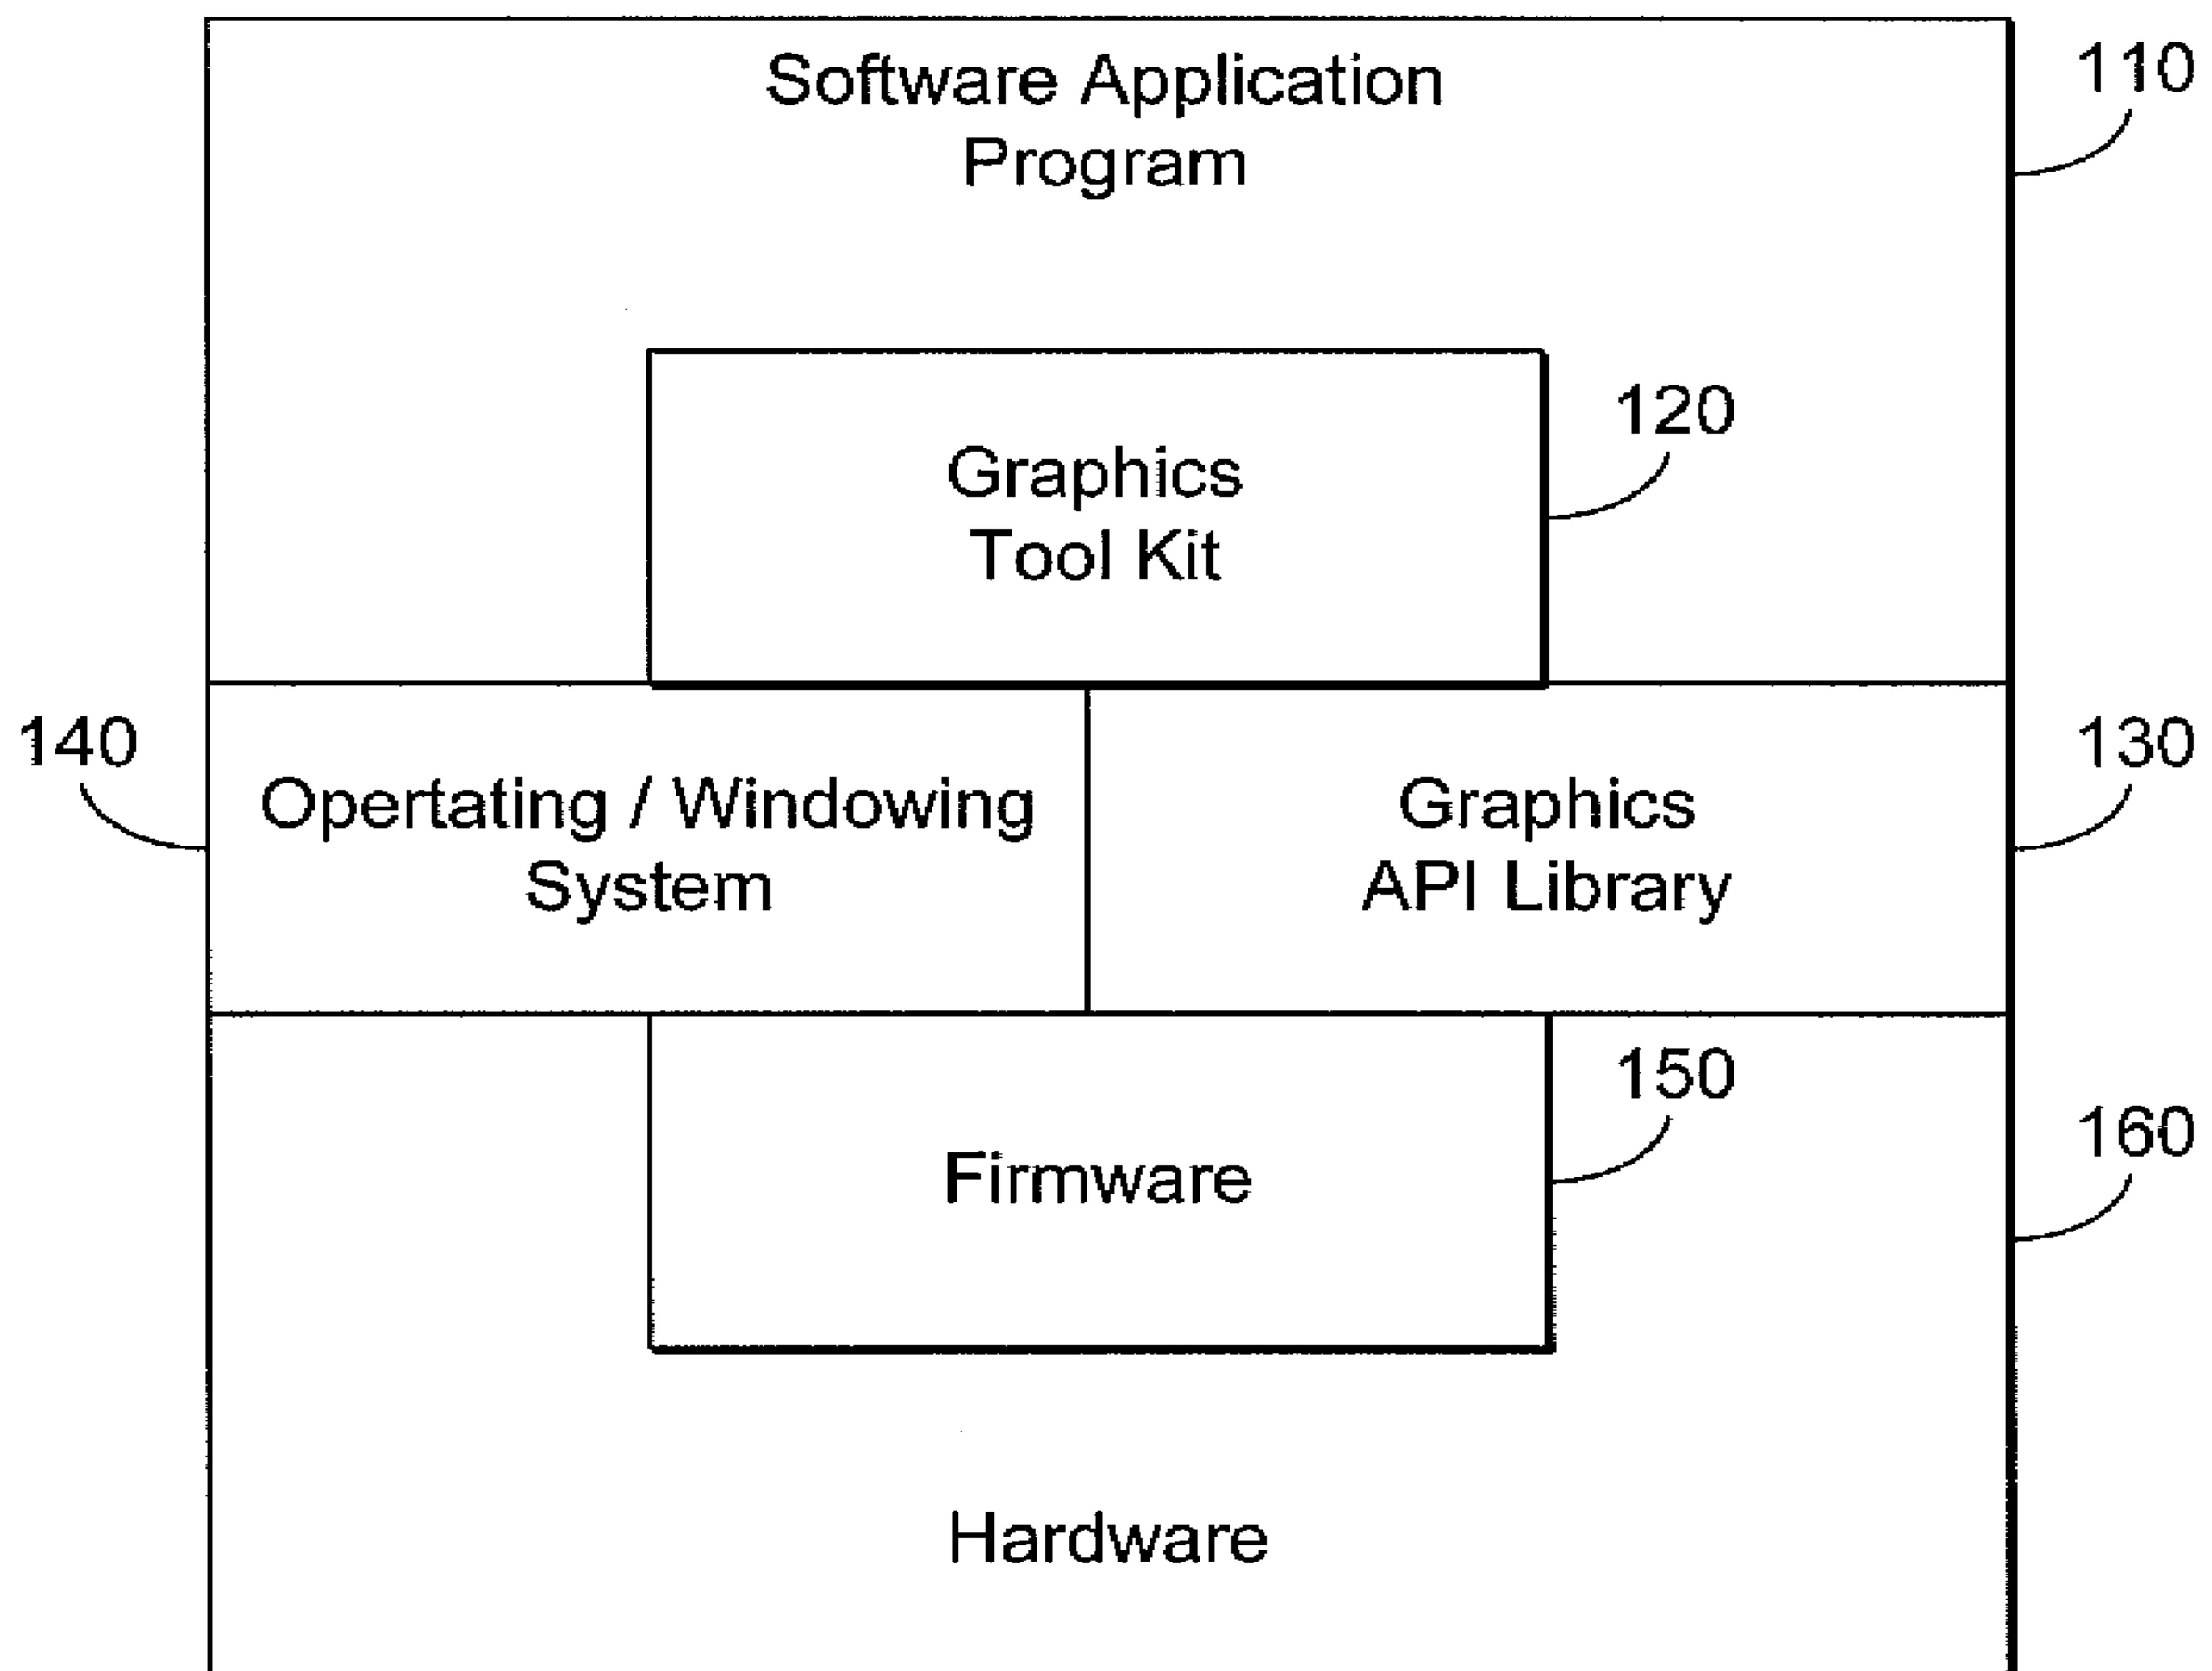 Software Application
Program
110
Graphics
Tool Kit
120
140
Opertating / Windowing
System
Graphics
API Library
130
Firmware
150
160
Hardware